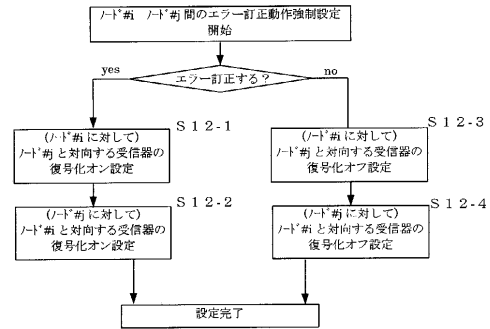 ノード#i　ノード#j 間のエラー訂正動作強制設定
開始
yes
エラー訂正する？
no
S12-1
(ノード#i に対して)
ノード#j と対向する受信器の
復号化オン設定
S12-3
(ノード#i に対して)
ノード#j と対向する受信器の
復号化オフ設定
S12-2
(ノード#j に対して)
ノード#i と対向する受信器の
復号化オン設定
S12-4
(ノード#j に対して)
ノード#i と対向する受信器の
復号化オフ設定
設定完了